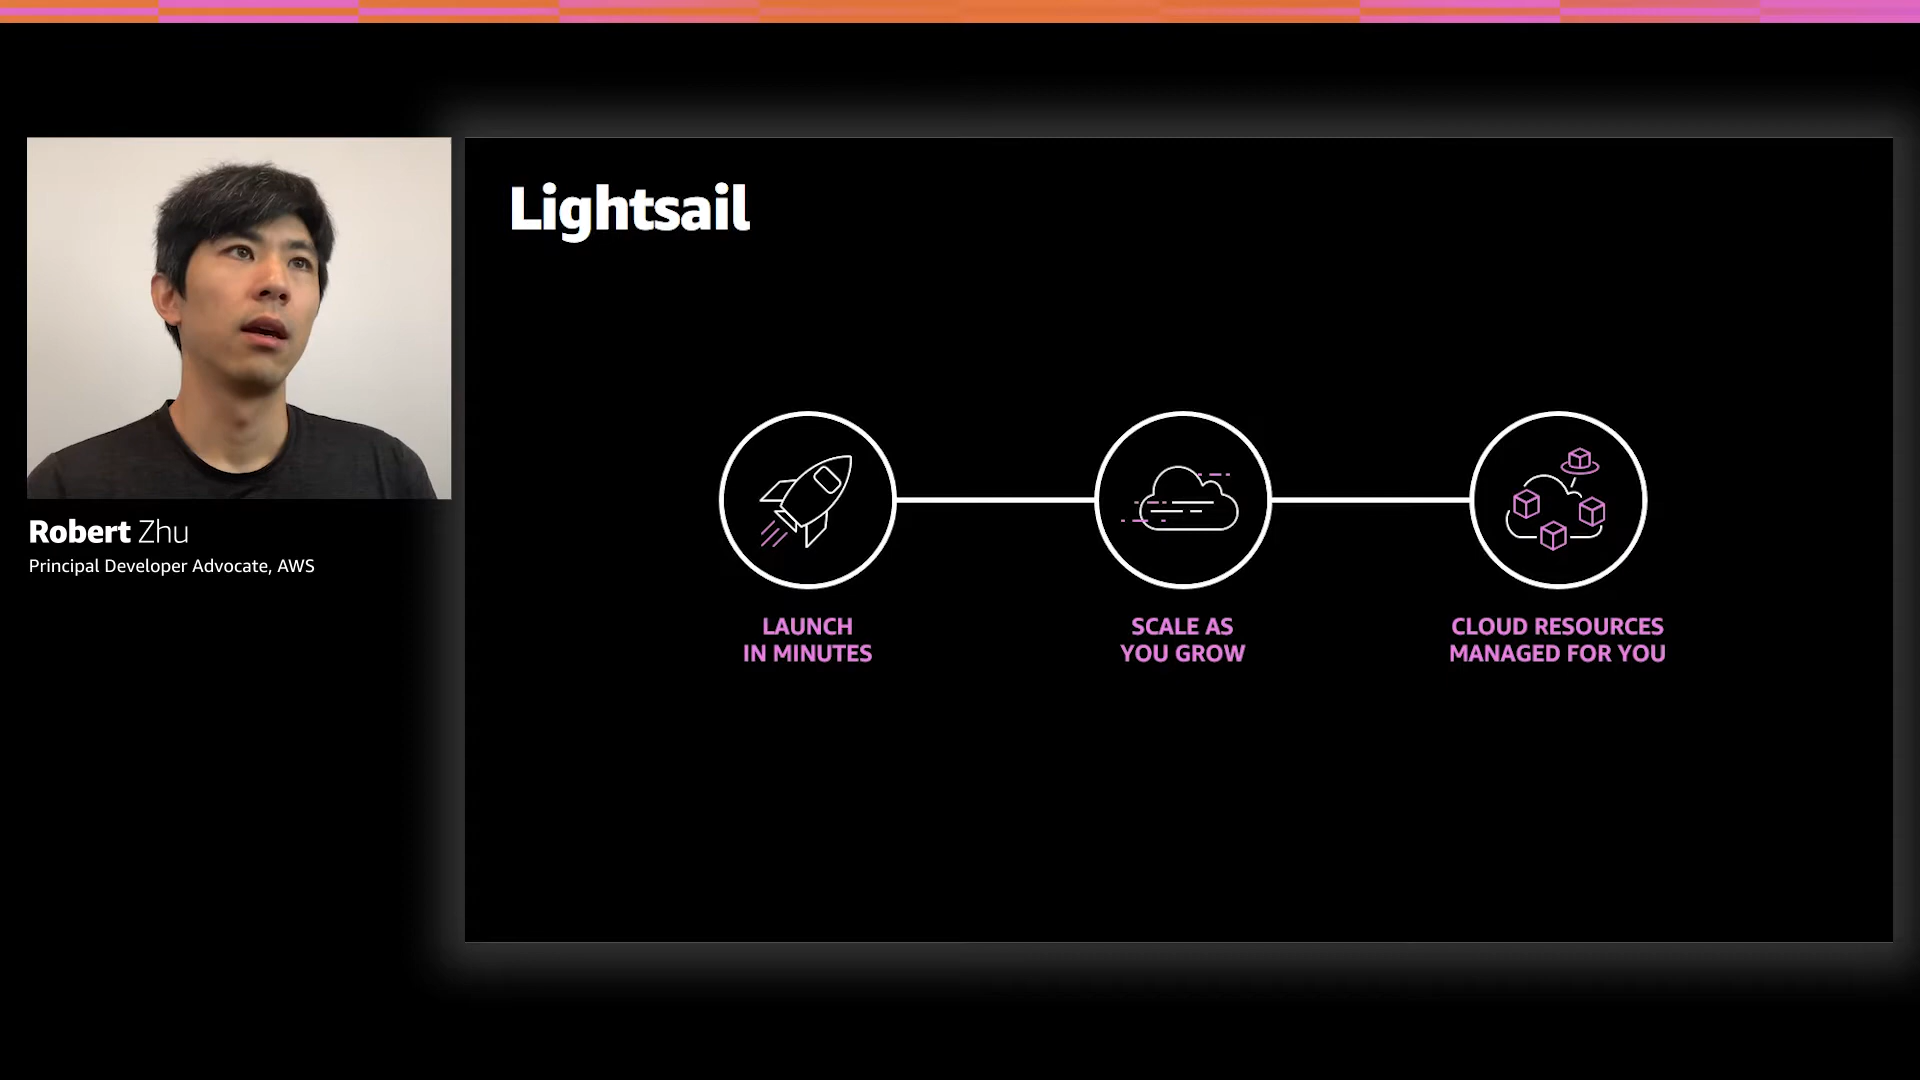 Lightsail
Robert Zhu
Principal Developer Advocate, AWS
LAUNCH
IN MINUTES
SCALE AS
YOU GROW
CLOUD RESOURCES
MANAGED FOR YOU